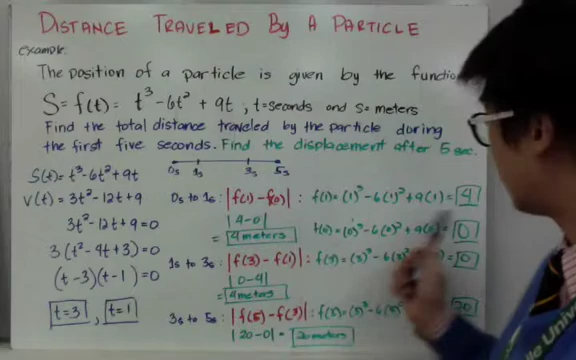 DISTANCE TRAVELED BY A PARTICLE
example:
The position of a particle is given by the function
S=f(t)= t³-6t²+9t ; t=seconds and s=meters
Find the total distance traveled by the particle during
the first five seconds. Find the displacement after 5 sec.
0s 1s 3s 5s
S(t)=t³-6t²+9t
V(t)=3t²-12t+9
3t²-12t+9=0
3(t²-4t+3)=0
(t-3)(t-1)=0
t=3, t=1
0s to 1s: |f(1)-f(0)| : f(1)=(1)³-6(1)²+9(1)=4
|4-0| f(0)=(0)³-6(0)²+9(0)=0
= 4 meters
1s to 3s: |f(3)-f(1)| : f(3)=(3)³-6(3)² =0
|0-4|
= 4 meters
3s to 5s: |f(5)-f(3)| : f(5)=(5)³-6(5)² 20
|20-0|= 20 meters